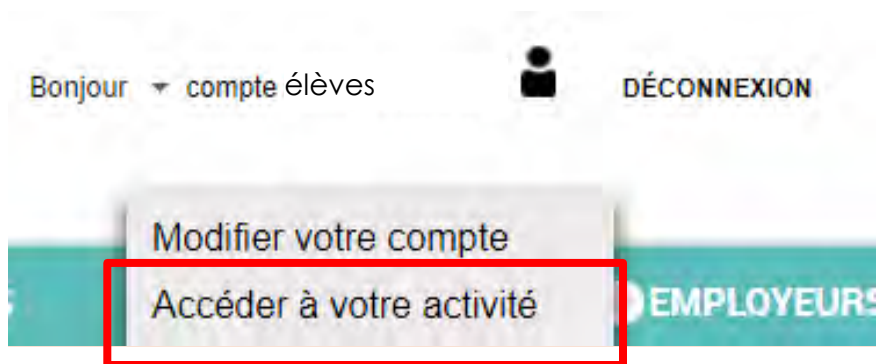 Bonjour compte élèves DÉCONNEXION
Modifier votre compte
Accéder à votre activité
EMPLOYEURS